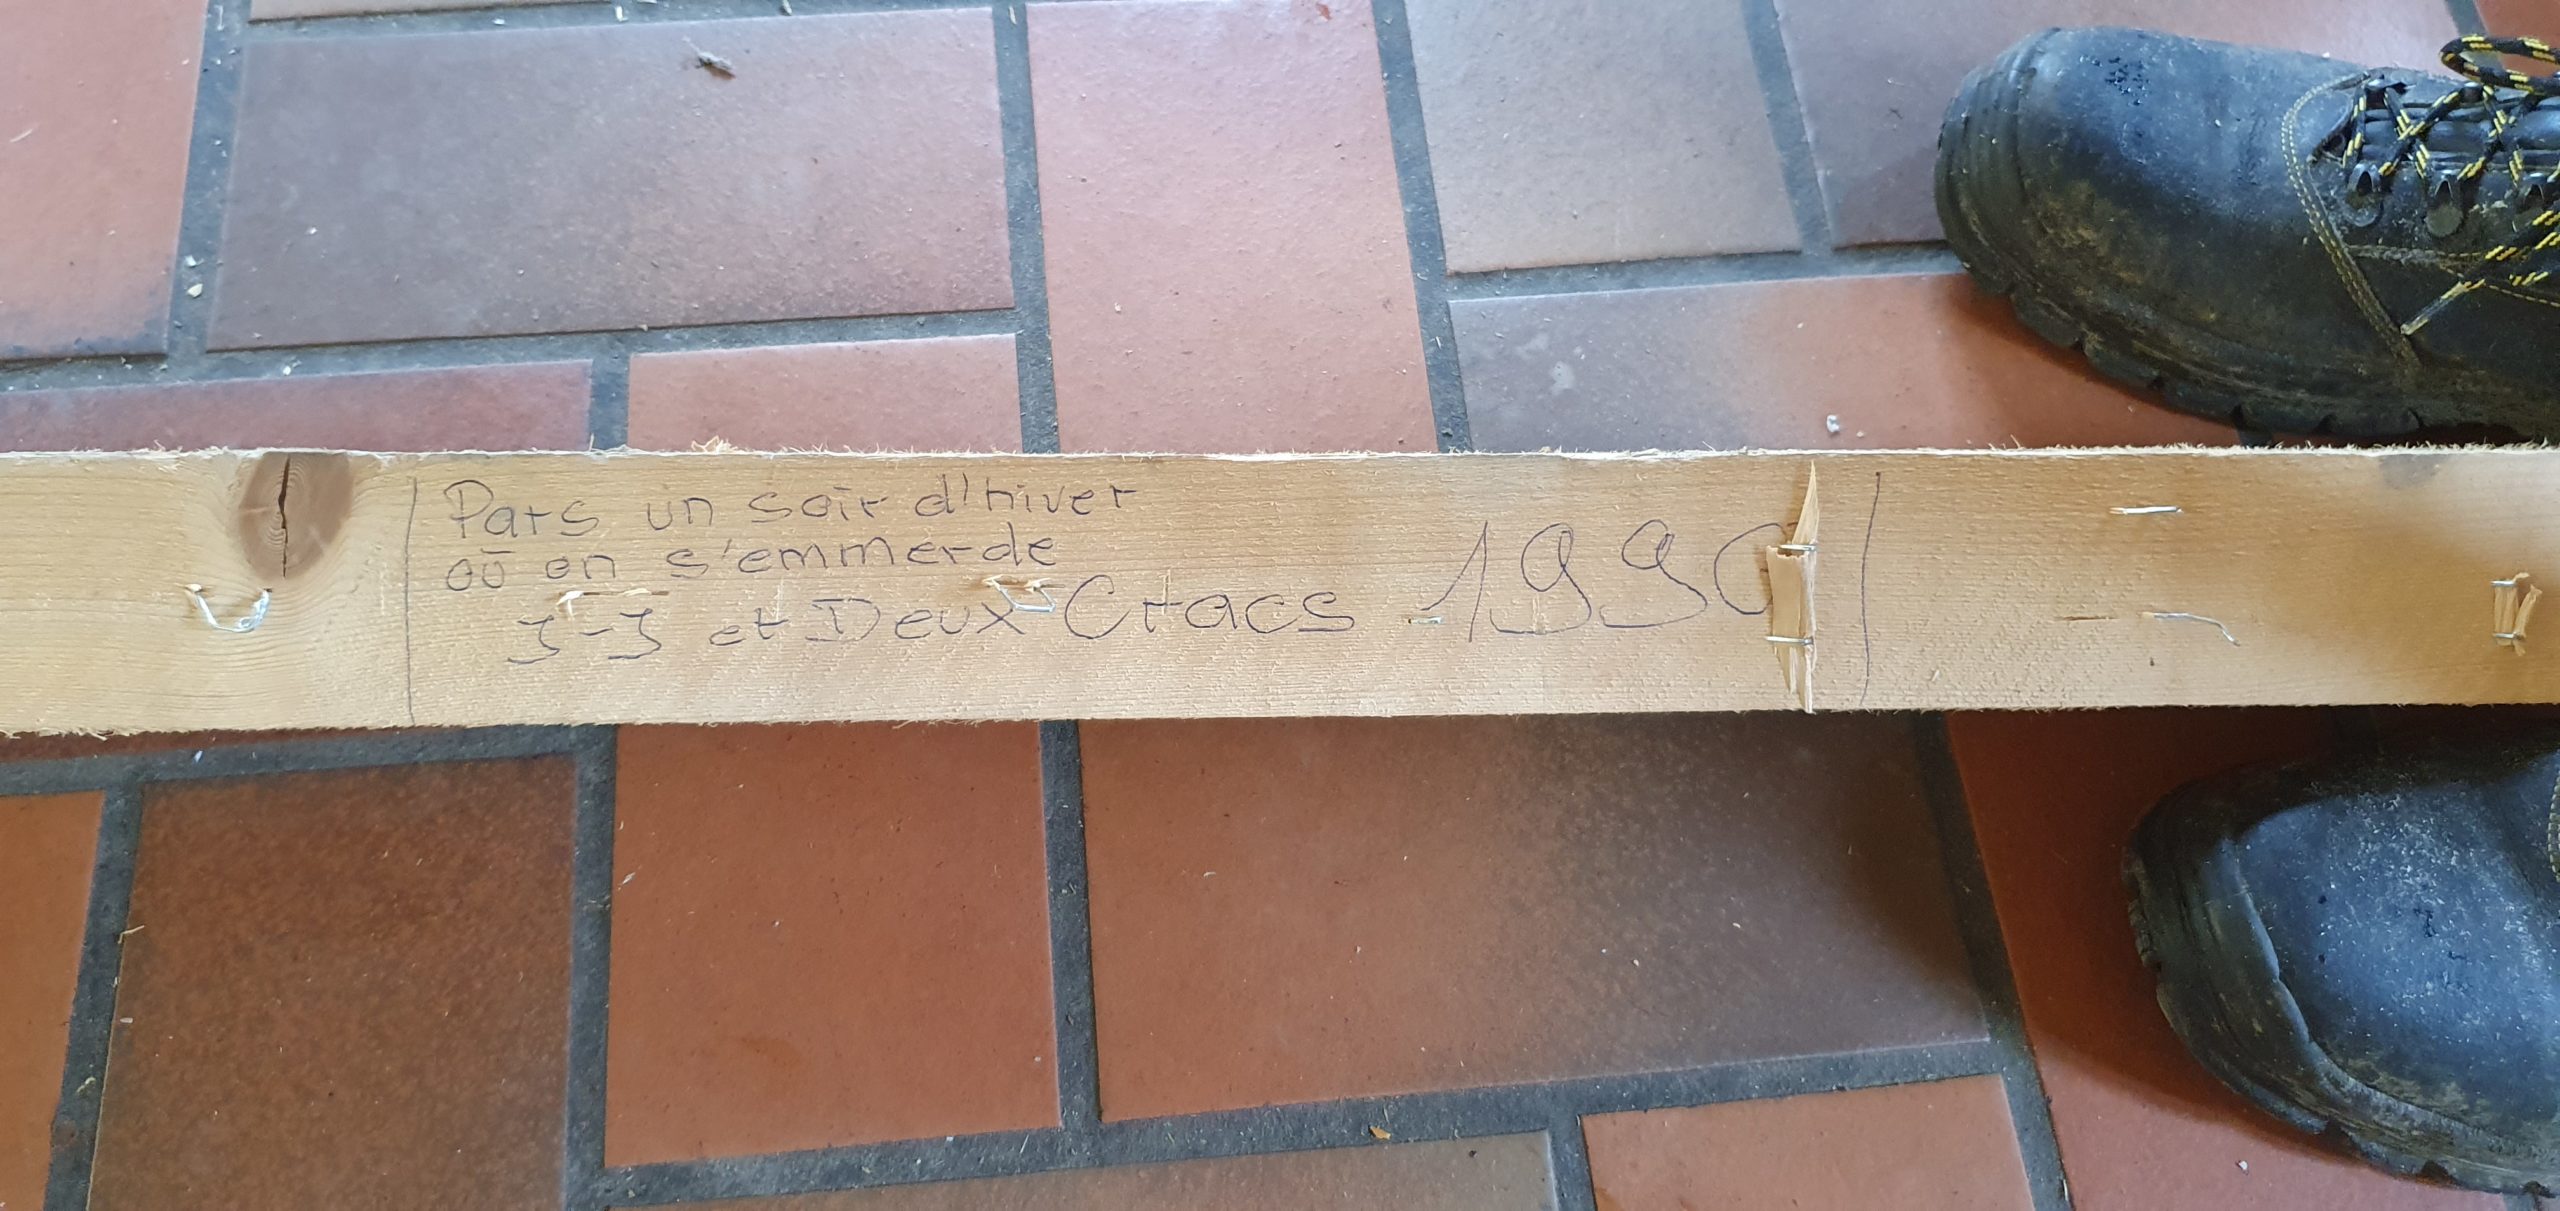 Pars un soir d'hiver
où on s'emmerde
J-J et Deux Cracs - 1990